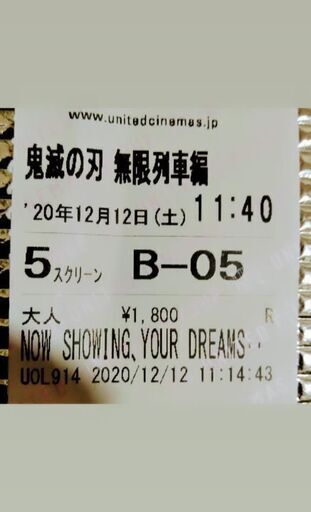 www.unitedcinemas.jp
鬼滅の刃 無限列車編
'20年12月12日(土) 11:40
5スクリーン B-05
大人 ¥1,800 R
NOW SHOWING､YOUR DREAMS･･
UOL914 2020/12/12 11:14:43